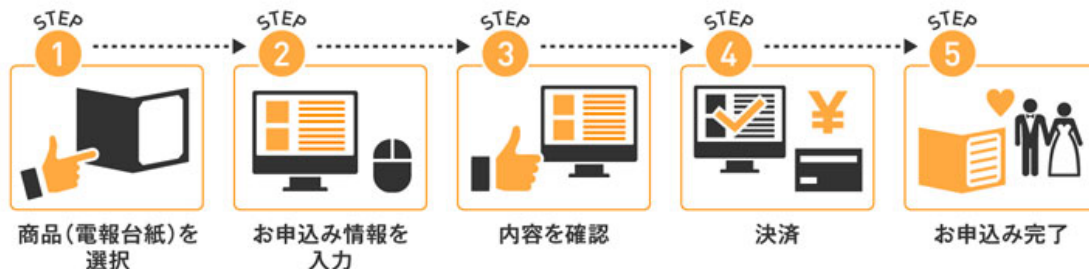 STEP
1
STEP
2
STEP
3
STEP
4
STEP
5
¥
商品(電報台紙)を
選択
お申込み情報を
入力
内容を確認
決済
お申込み完了